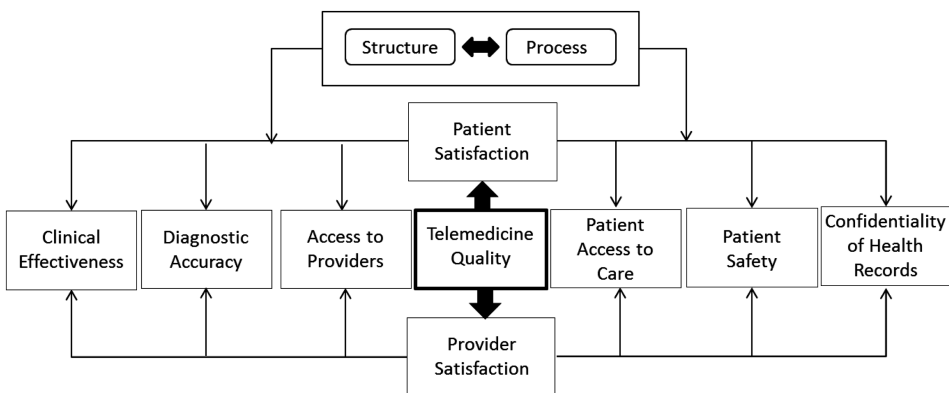 Structure
Process
Patient
Satisfaction
Clinical
Effectiveness
Diagnostic
Accuracy
Access to
Providers
Telemedicine
Quality
Patient
Access to
Care
Patient
Safety
Confidentiality
of Health
Records
Provider
Satisfaction